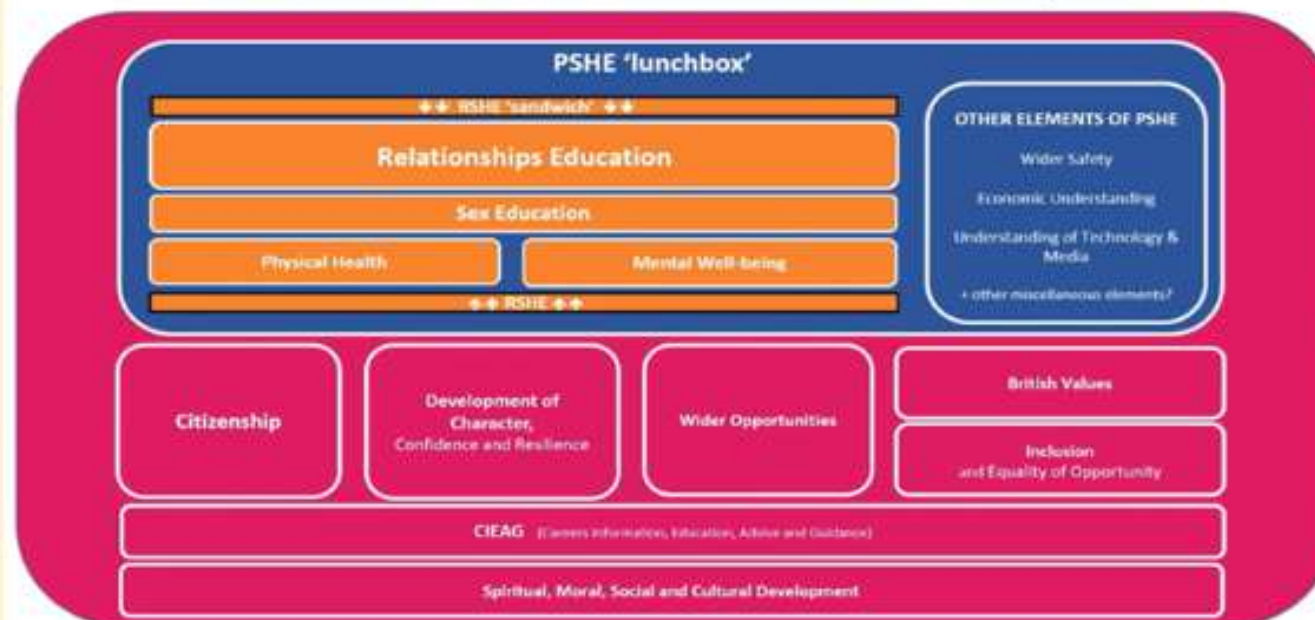 PSHE 'lunchbox'
↓↓ RSHE 'sandwich' ↓↓
Relationships Education
Sex Education
Physical Health
Mental Well-being
↑↑ RSHE ↑↑
OTHER ELEMENTS OF PSHE
Wider Safety
Economic Understanding
Understanding of Technology &
Media
+ other miscellaneous elements?
Citizenship
Development of
Character,
Confidence and Resilience
Wider Opportunities
British Values
Inclusion
and Equality of Opportunity
CIEAG (Careers Information, Education, Advice and Guidance)
Spiritual, Moral, Social and Cultural Development